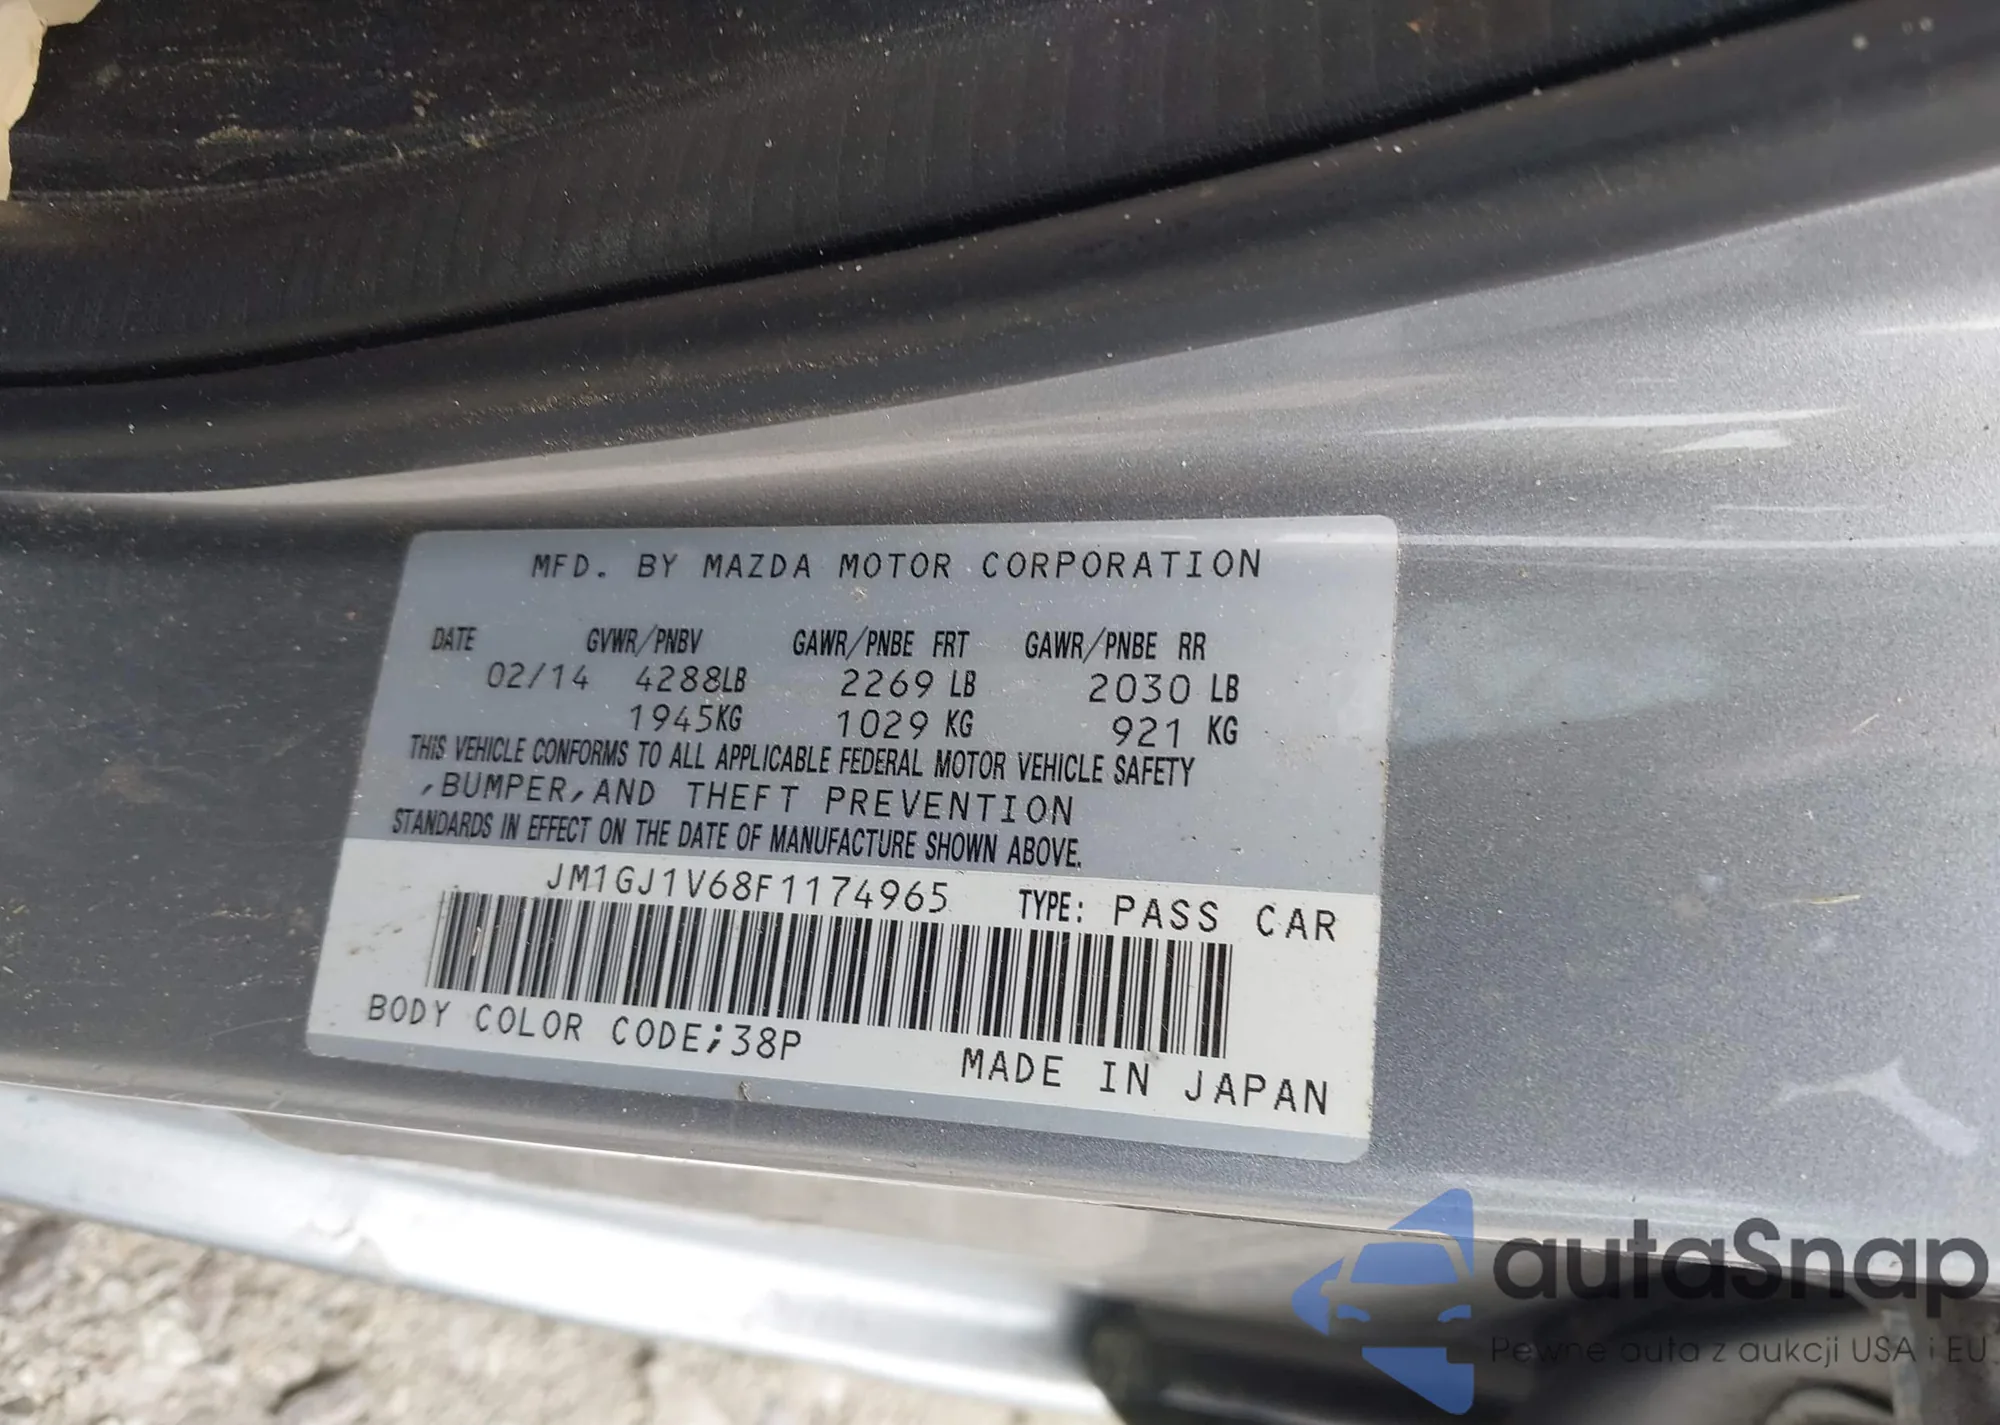 MFD. BY MAZDA MOTOR CORPORATION
DATE GVWR/PNBV GAWR/PNBE FRT GAWR/PNBE RR
02/14 4288LB 2269 LB 2030 LB
1945KG 1029 KG 921 KG
THIS VEHICLE CONFORMS TO ALL APPLICABLE FEDERAL MOTOR VEHICLE SAFETY
,BUMPER,AND THEFT PREVENTION
STANDARDS IN EFFECT ON THE DATE OF MANUFACTURE SHOWN ABOVE.
JM1GJ1V68F1174965 TYPE: PASS CAR
BODY COLOR CODE;38P
MADE IN JAPAN
autaSnap
Pewne auta z aukcji USA i EU